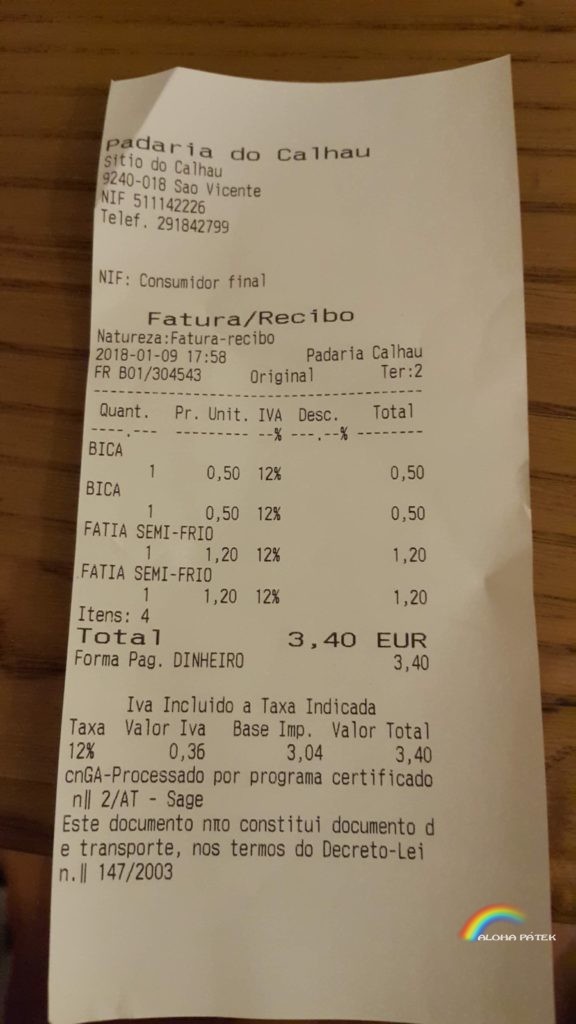 padaria do Calhau
Sitio do Calhau
9240-018 Sao Vicente
NIF 511142226
Telef. 291842799
NIF: Consumidor final
Fatura/Recibo
Natureza:Fatura-recibo
2018-01-09 17:58 Padaria Calhau
FR B01/304543 Original Ter:2
Quant. Pr. Unit. IVA Desc. Total
----.--- --------- --% ---.--% --------
BICA
1 0,50 12% 0,50
BICA
1 0,50 12% 0,50
FATIA SEMI-FRIO
1 1,20 12% 1,20
FATIA SEMI-FRIO
1 1,20 12% 1,20
Itens: 4
Total 3,40 EUR
Forma Pag. DINHEIRO 3,40
Iva Incluido a Taxa Indicada
Taxa Valor Iva Base Imp. Valor Total
12% 0,36 3,04 3,40
cnGA-Processado por programa certificado
n‖ 2/AT - Sage
Este documento nπo constitui documento d
e transporte, nos termos do Decreto-Lei
n.‖ 147/2003
ALOHA PÁTEK